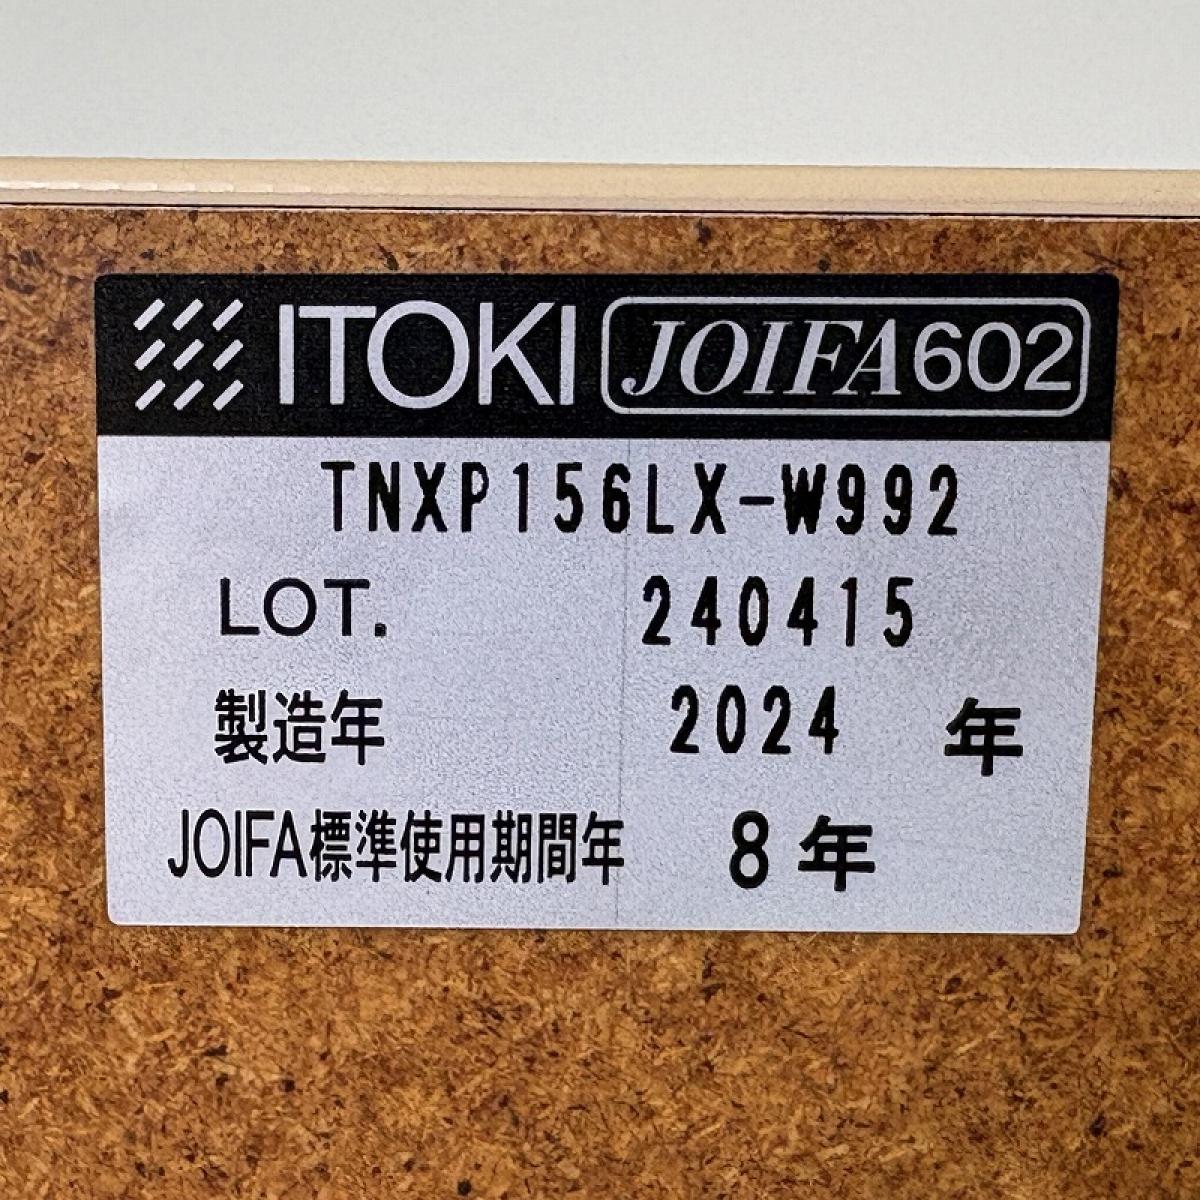 ITOKI JOIFA602
TNXP156LX-W992
LOT. 240415
製造年 2024 年
JOIFA標準使用期間年 8 年